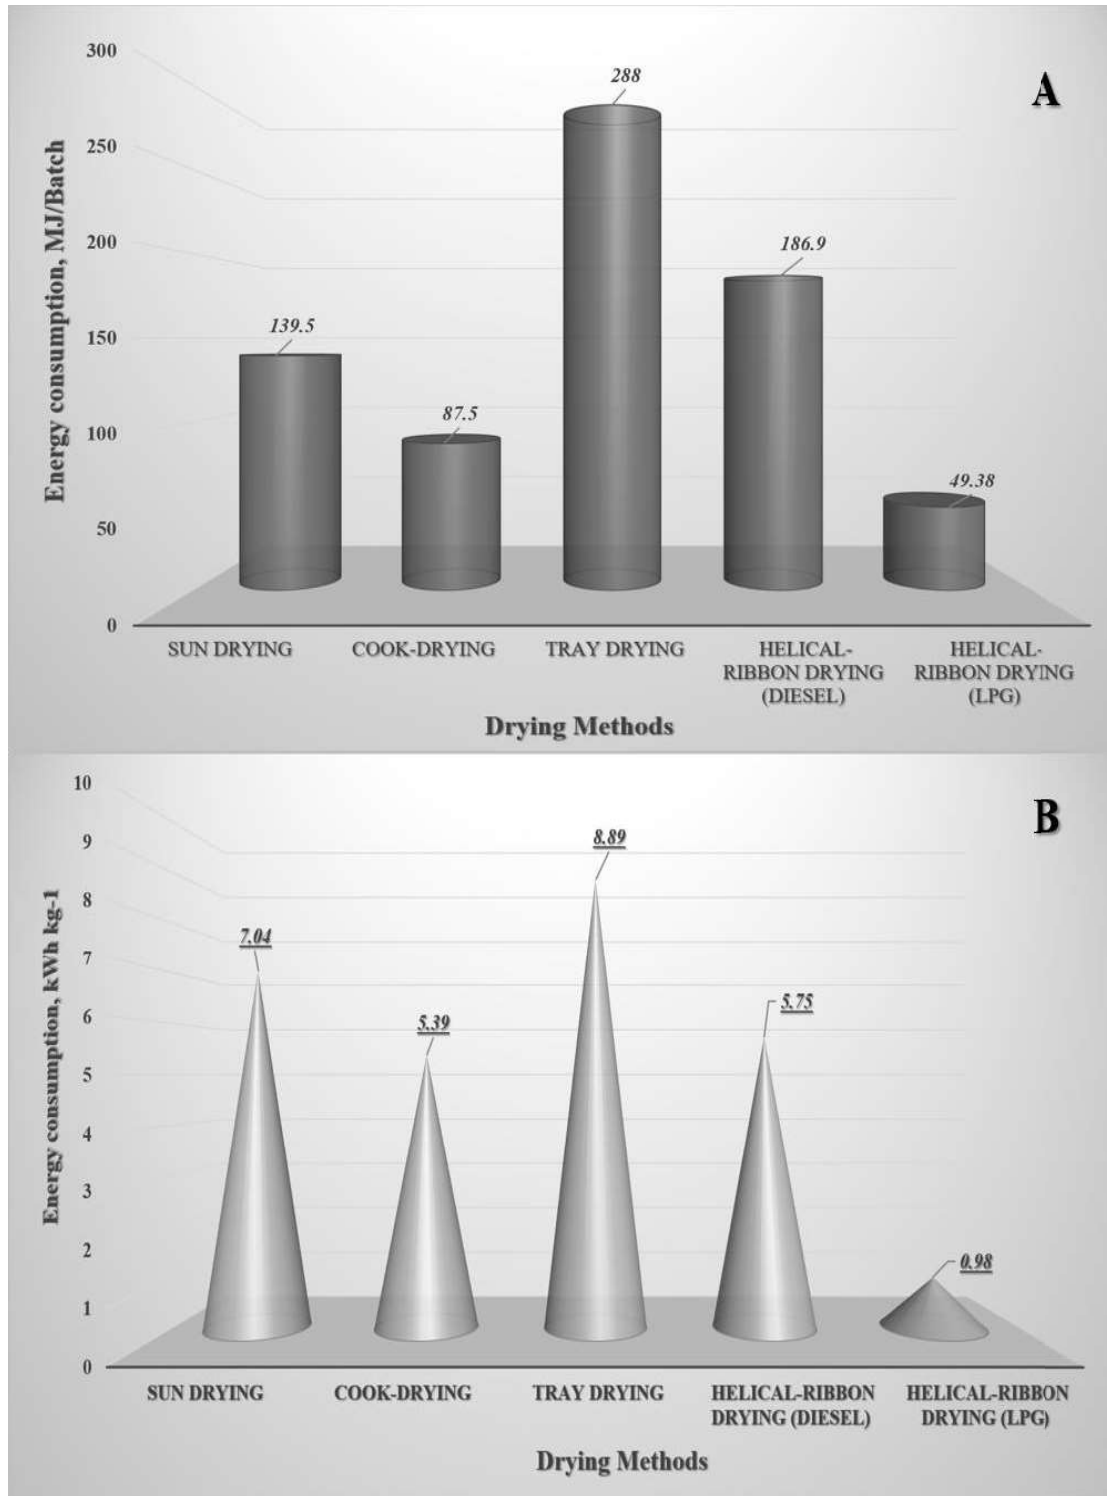 A
300
250
200
150
100
50
0
Energy consumption, MJ/Batch
139.5
87.5
288
186.9
49.38
SUN DRYING
COOK-DRYING
TRAY DRYING
HELICAL-
RIBBON DRYING
(DIESEL)
HELICAL-
RIBBON DRYING
(LPG)
Drying Methods
B
10
9
8
7
6
5
4
3
2
1
0
Energy consumption, kWh kg-1
7.04
5.39
8.89
5.75
0.98
SUN DRYING
COOK-DRYING
TRAY DRYING
HELICAL-RIBBON
DRYING (DIESEL)
HELICAL-RIBBON
DRYING (LPG)
Drying Methods